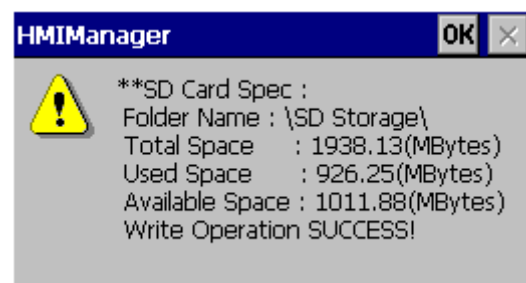 HMIManager OK ×
**SD Card Spec :
Folder Name : \SD Storage\
Total Space : 1938.13(MBytes)
Used Space : 926.25(MBytes)
Available Space : 1011.88(MBytes)
Write Operation SUCCESS!